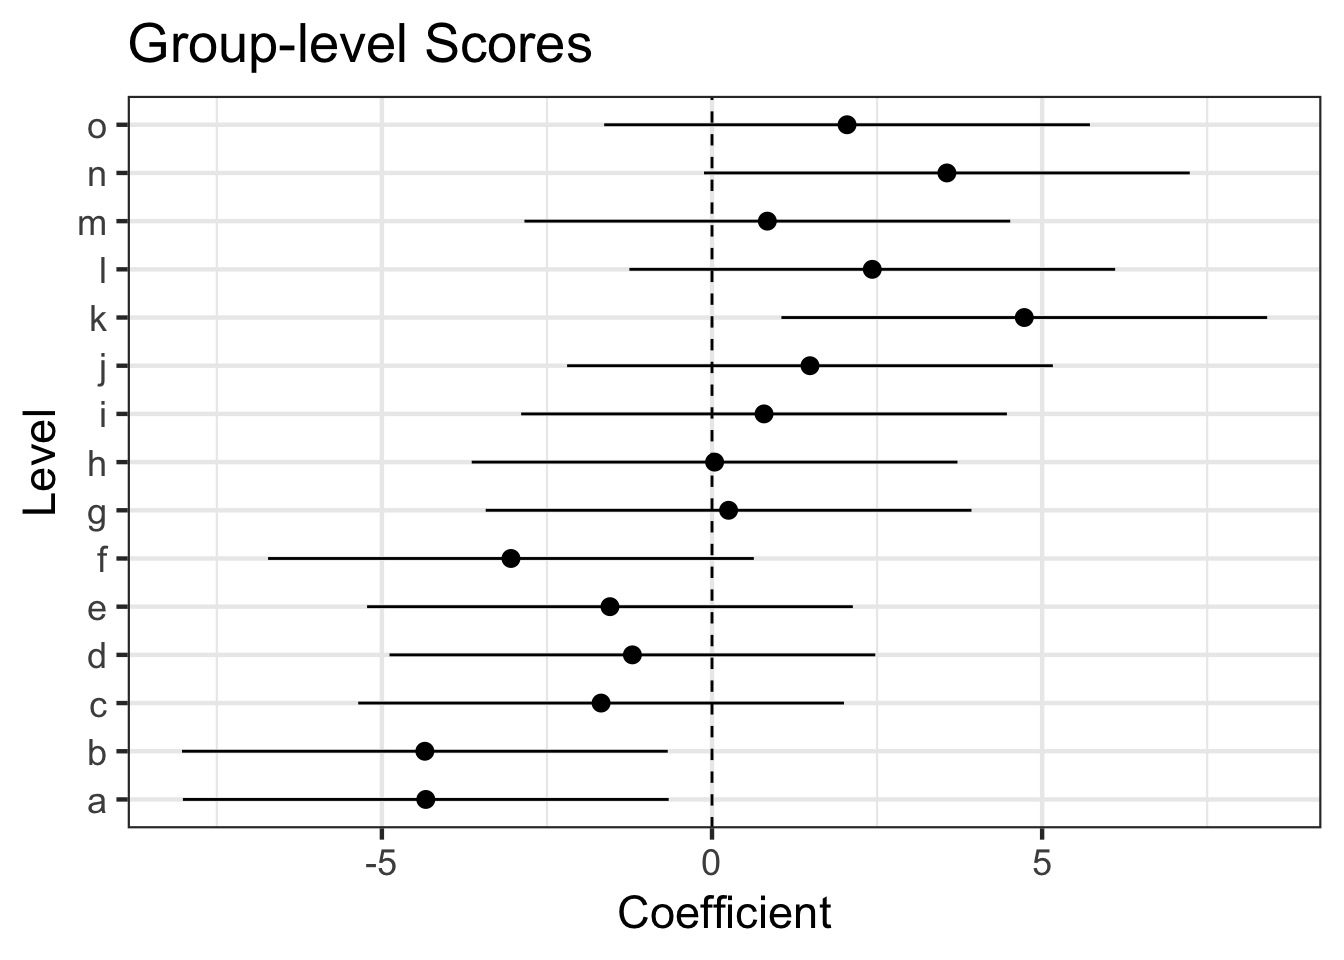 Group-level Scores
o
n
m
l
k
j
i
h
g
f
e
d
c
b
a
Level
-5 0 5
Coefficient